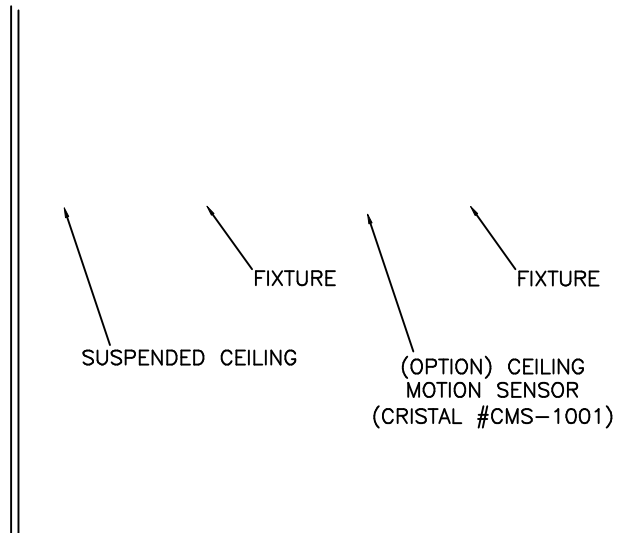 FIXTURE
FIXTURE
SUSPENDED CEILING
(OPTION) CEILING
MOTION SENSOR
(CRISTAL #CMS-1001)